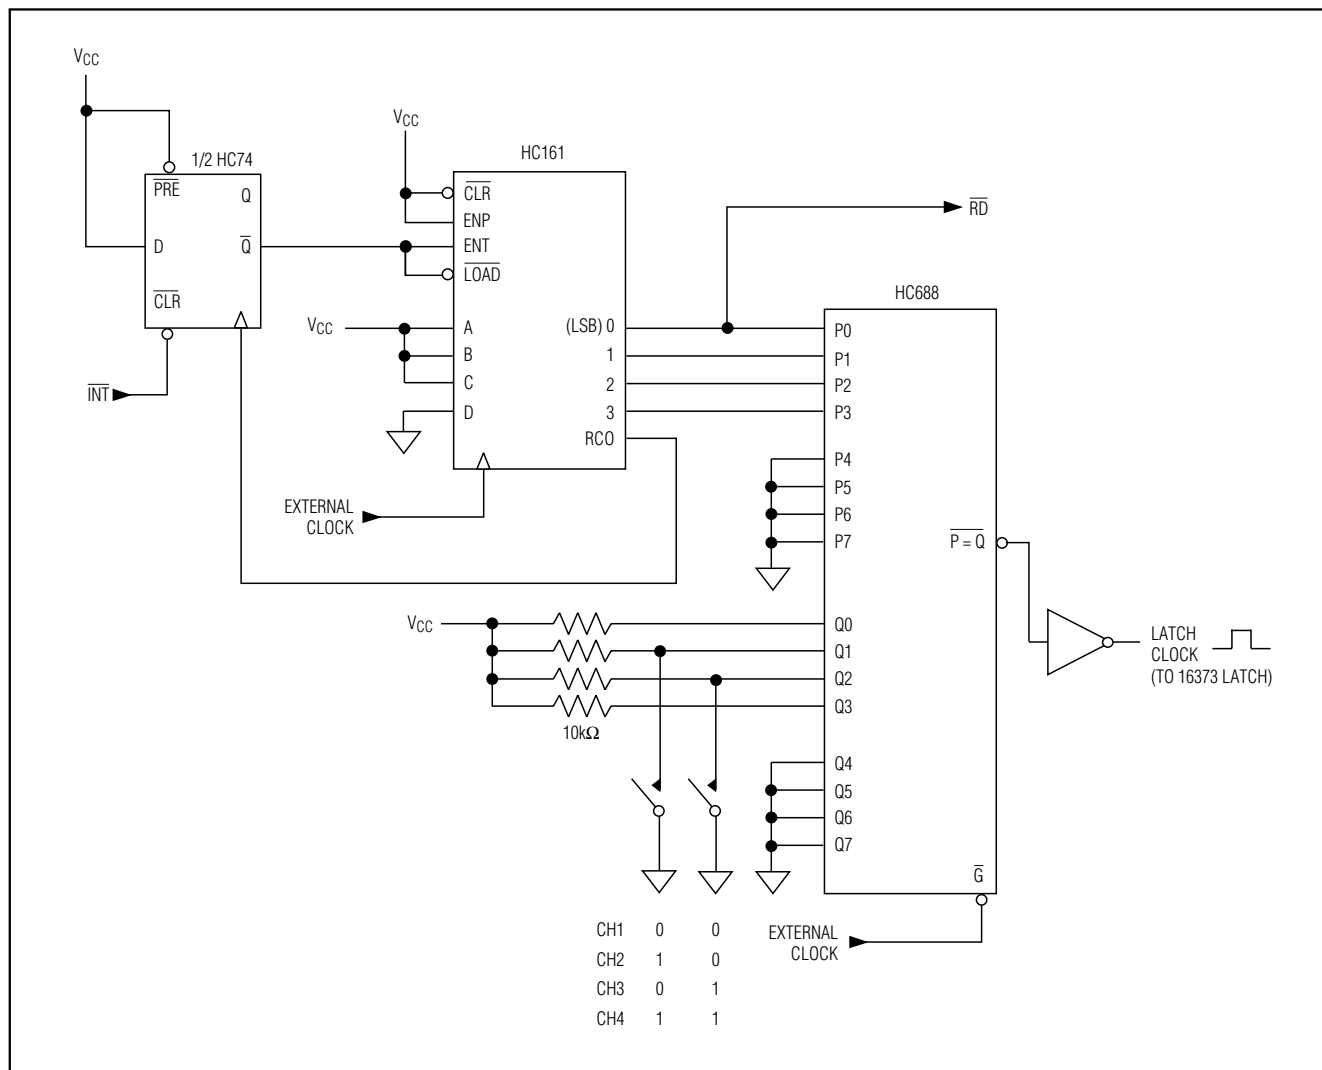 VCC
1/2 HC74
PRE
Q
D
Q
CLR
INT
VCC
HC161
CLR
ENP
ENT
LOAD
VCC
A
B
C
D
(LSB) 0
1
2
3
RCO
EXTERNAL
CLOCK
RD
HC688
P0
P1
P2
P3
P4
P5
P6
P7
P = Q
VCC
10kΩ
Q0
Q1
Q2
Q3
Q4
Q5
Q6
Q7
G
LATCH
CLOCK
(TO 16373 LATCH)
EXTERNAL
CLOCK
CH1 0 0
CH2 1 0
CH3 0 1
CH4 1 1